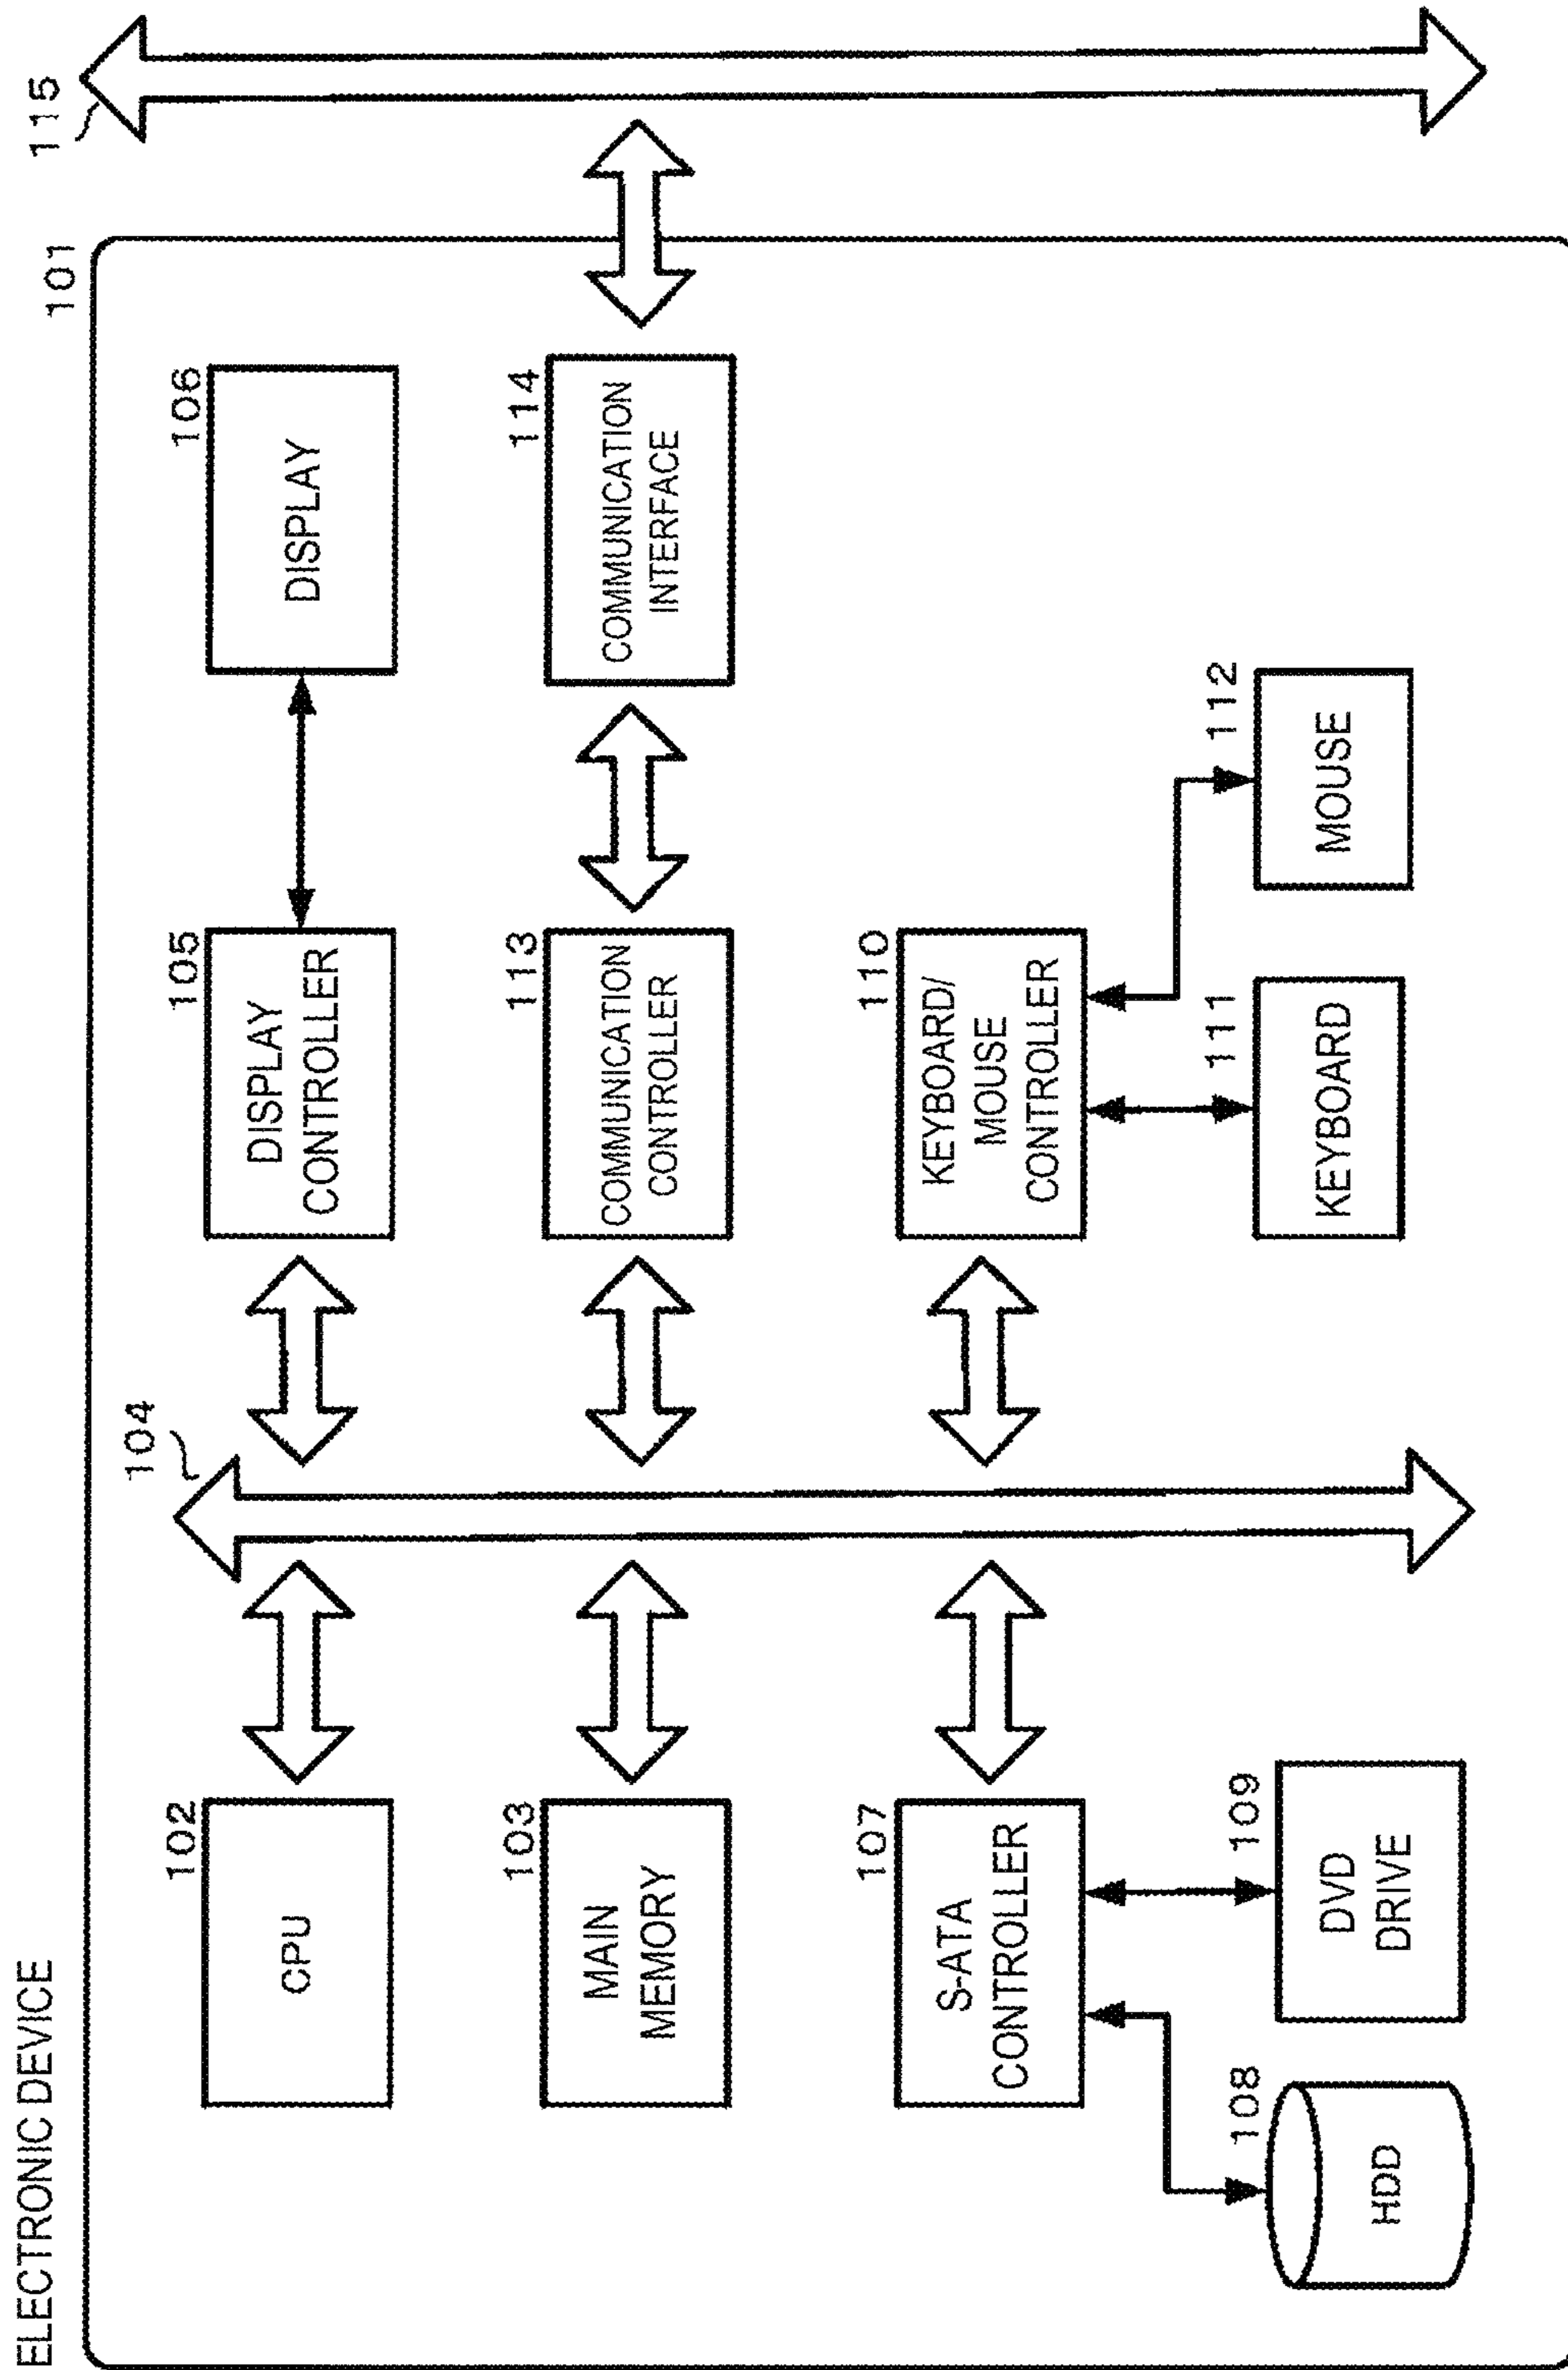 ELECTRONIC DEVICE
101
115
102
CPU
104
105
DISPLAY
CONTROLLER
106
DISPLAY
103
MAIN
MEMORY
113
COMMUNICATION
CONTROLLER
114
COMMUNICATION
INTERFACE
107
S-ATA
CONTROLLER
110
KEYBOARD/
MOUSE
CONTROLLER
108
HDD
109
DVD
DRIVE
111
KEYBOARD
112
MOUSE